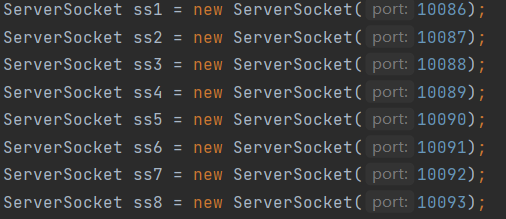 ServerSocket ss1 = new ServerSocket( port: 10086);
ServerSocket ss2 = new ServerSocket( port: 10087);
ServerSocket ss3 = new ServerSocket( port: 10088);
ServerSocket ss4 = new ServerSocket( port: 10089);
ServerSocket ss5 = new ServerSocket( port: 10090);
ServerSocket ss6 = new ServerSocket( port: 10091);
ServerSocket ss7 = new ServerSocket( port: 10092);
ServerSocket ss8 = new ServerSocket( port: 10093);